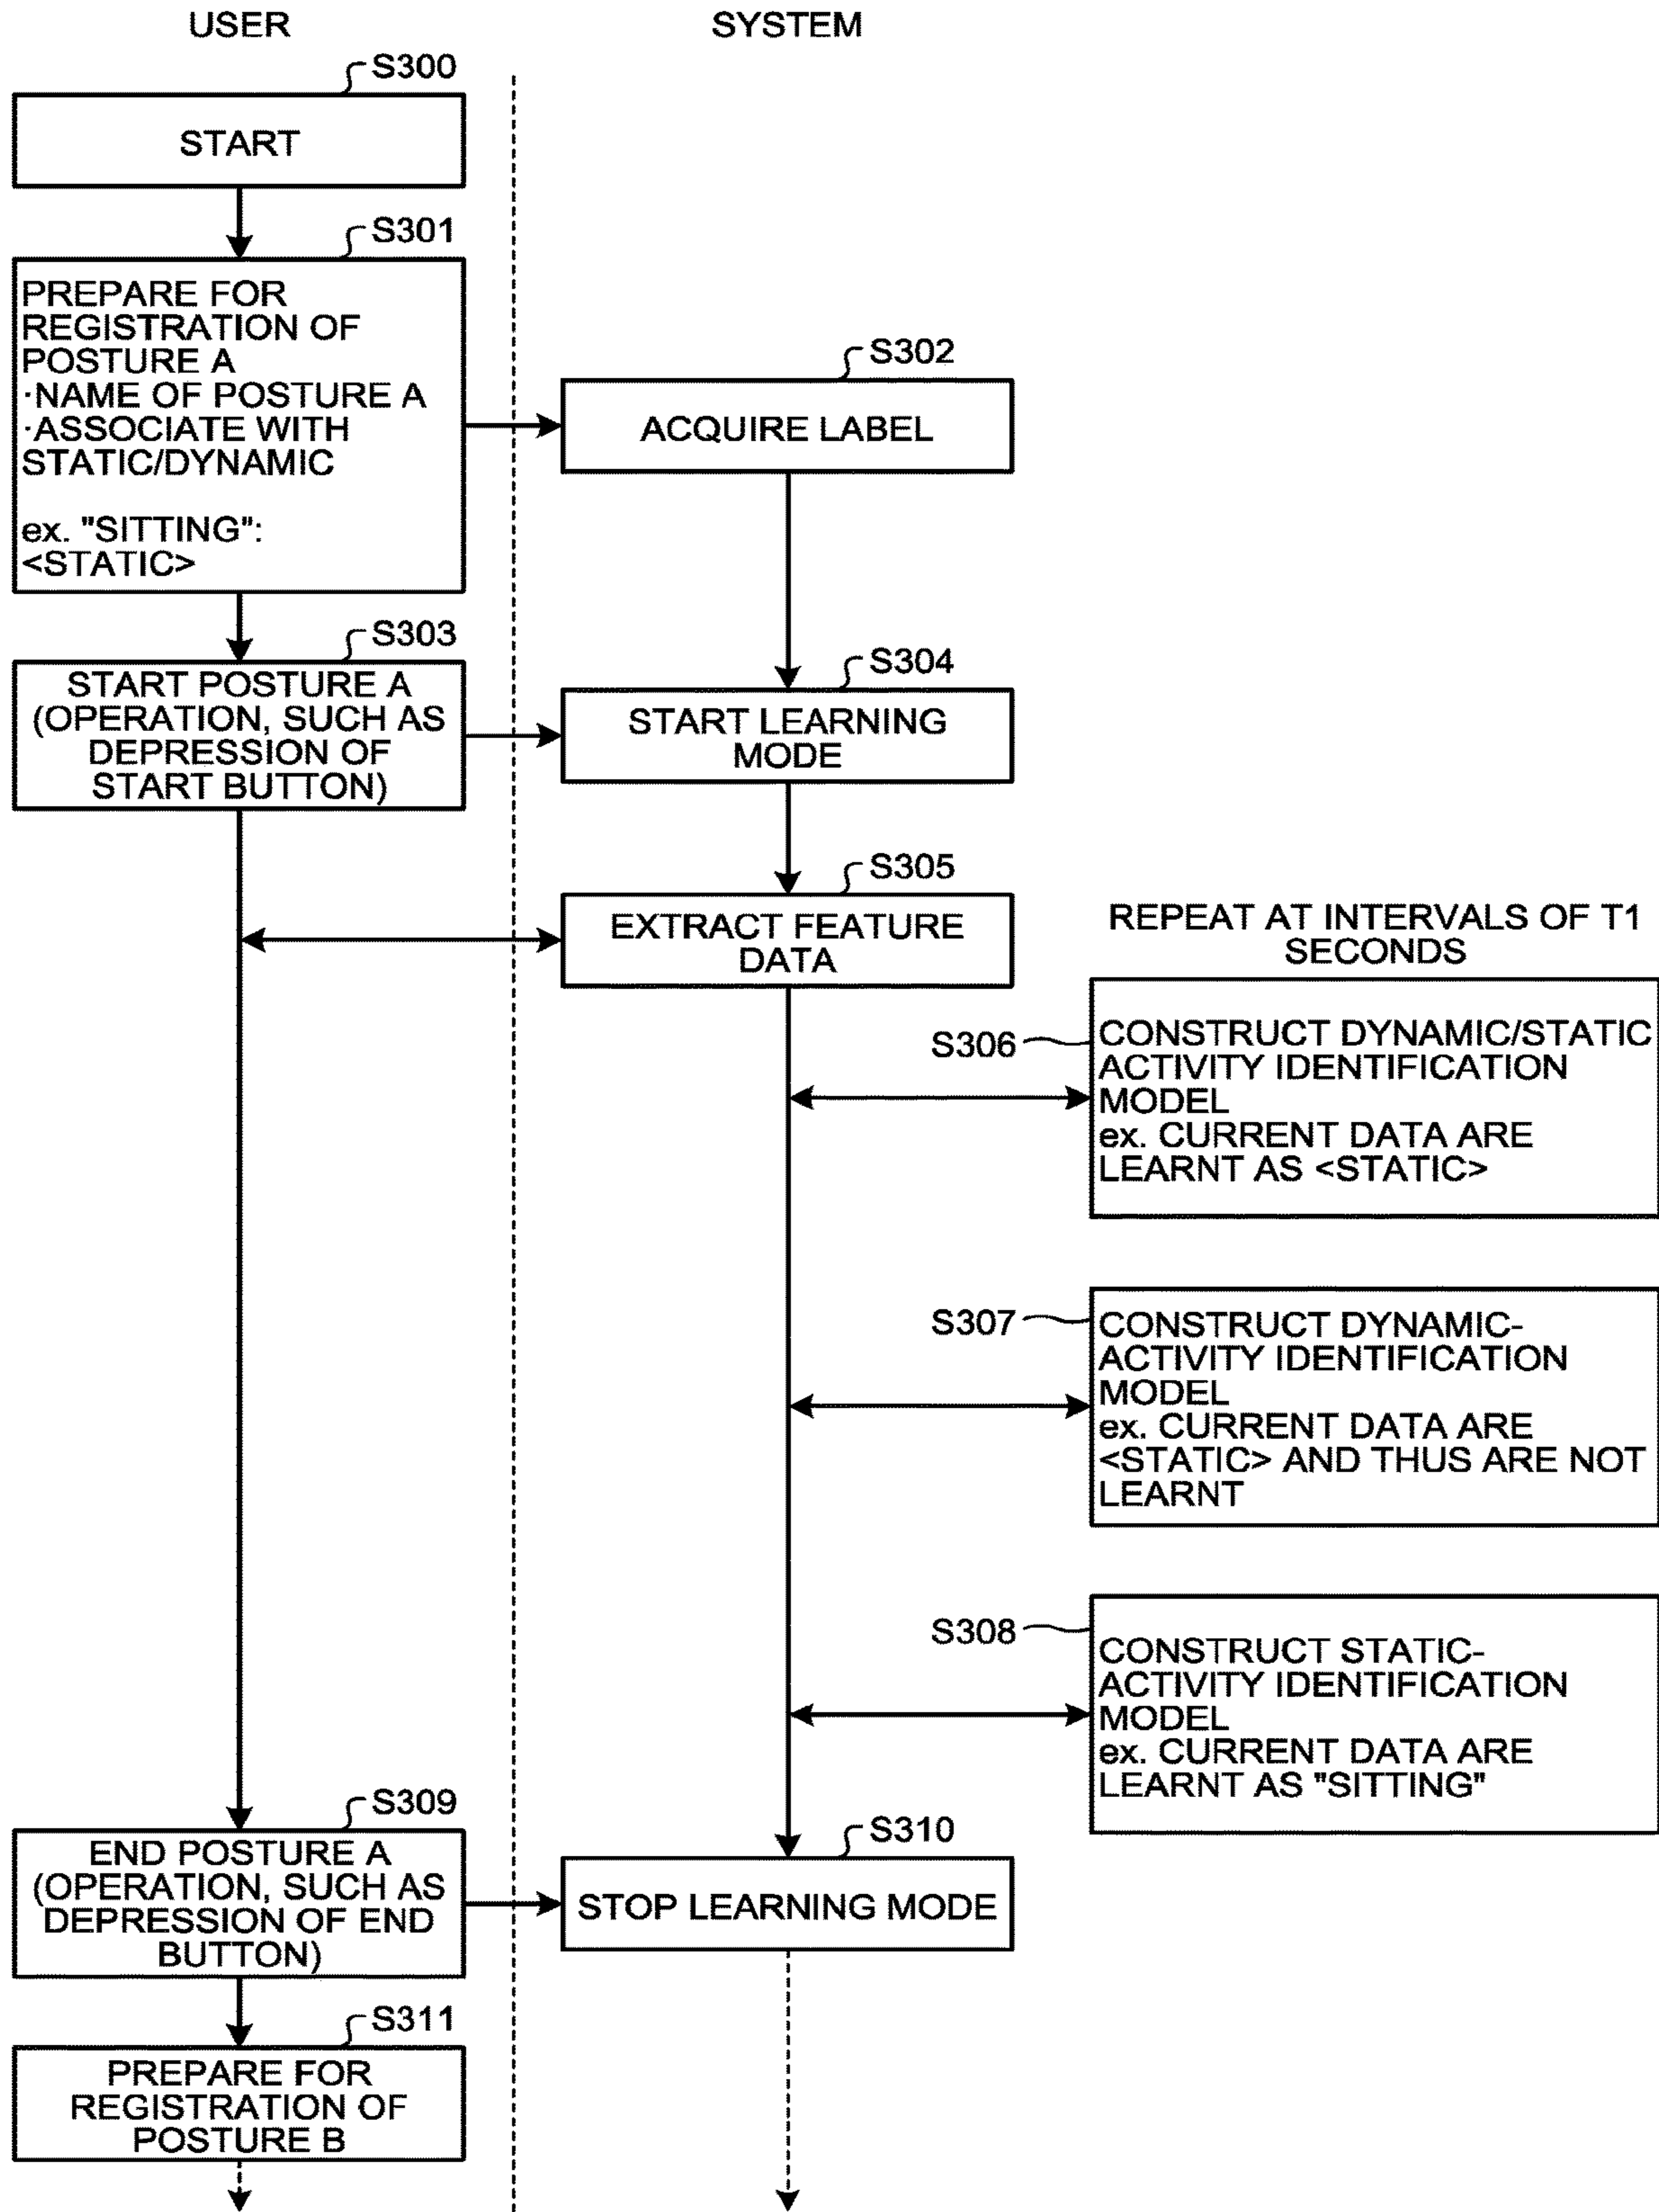 USER
SYSTEM
S300
START
S301
PREPARE FOR
REGISTRATION OF
POSTURE A
·NAME OF POSTURE A
·ASSOCIATE WITH
STATIC/DYNAMIC
ex. "SITTING":
<STATIC>
S302
ACQUIRE LABEL
S303
START POSTURE A
(OPERATION, SUCH AS
DEPRESSION OF
START BUTTON)
S304
START LEARNING
MODE
S305
EXTRACT FEATURE
DATA
REPEAT AT INTERVALS OF T1
SECONDS
S306
CONSTRUCT DYNAMIC/STATIC
ACTIVITY IDENTIFICATION
MODEL
ex. CURRENT DATA ARE
LEARNT AS <STATIC>
S307
CONSTRUCT DYNAMIC-
ACTIVITY IDENTIFICATION
MODEL
ex. CURRENT DATA ARE
<STATIC> AND THUS ARE NOT
LEARNT
S308
CONSTRUCT STATIC-
ACTIVITY IDENTIFICATION
MODEL
ex. CURRENT DATA ARE
LEARNT AS "SITTING"
S309
END POSTURE A
(OPERATION, SUCH AS
DEPRESSION OF END
BUTTON)
S310
STOP LEARNING MODE
S311
PREPARE FOR
REGISTRATION OF
POSTURE B